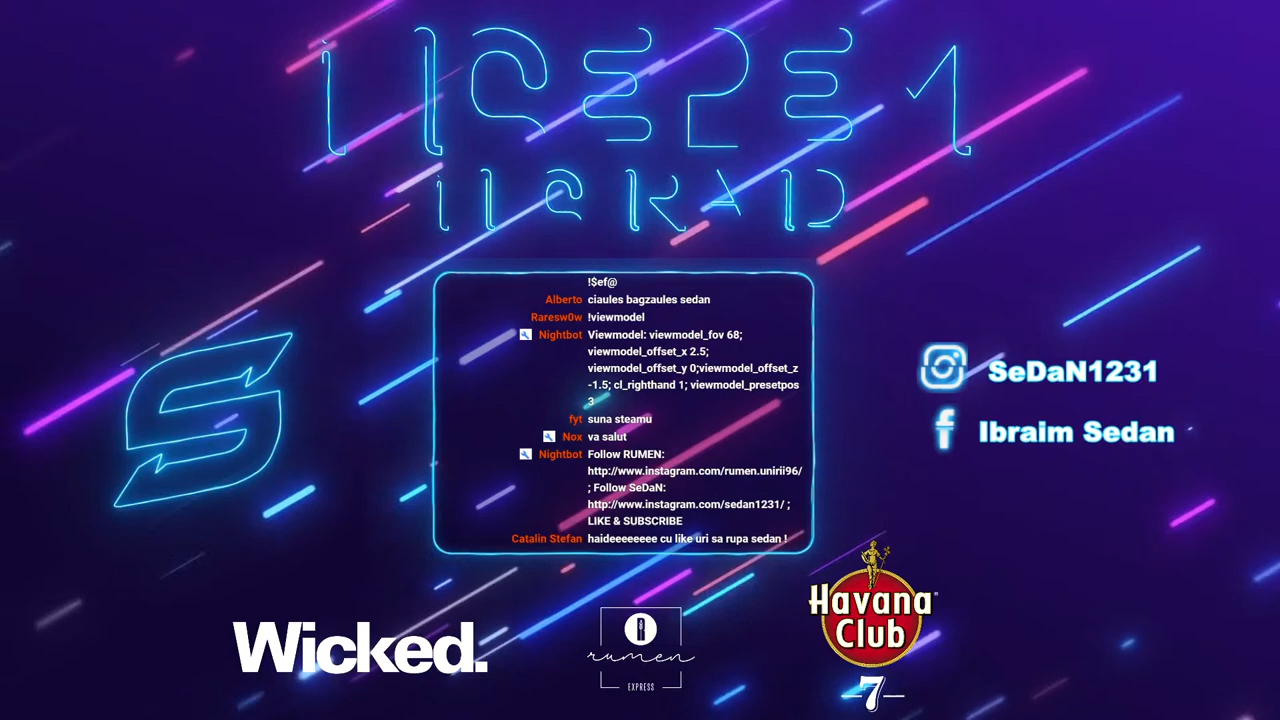 !$ef@
Alberto ciaules bagzaules sedan
Raresw0w !viewmodel
Nightbot Viewmodel: viewmodel_fov 68;
viewmodel_offset_x 2.5;
viewmodel_offset_y 0;viewmodel_offset_z
-1.5; cl_righthand 1; viewmodel_presetpos
3
fyt suna steamu
Nox va salut
Nightbot Follow RUMEN:
http://www.instagram.com/rumen.unirii96/
; Follow SeDaN:
http://www.instagram.com/sedan1231/ ;
LIKE & SUBSCRIBE
Catalin Stefan haideeeeeeee cu like uri sa rupa sedan !
S
SeDaN1231
f
Ibraim Sedan
Wicked.
rumen
EXPRESS
Havana
Club
7